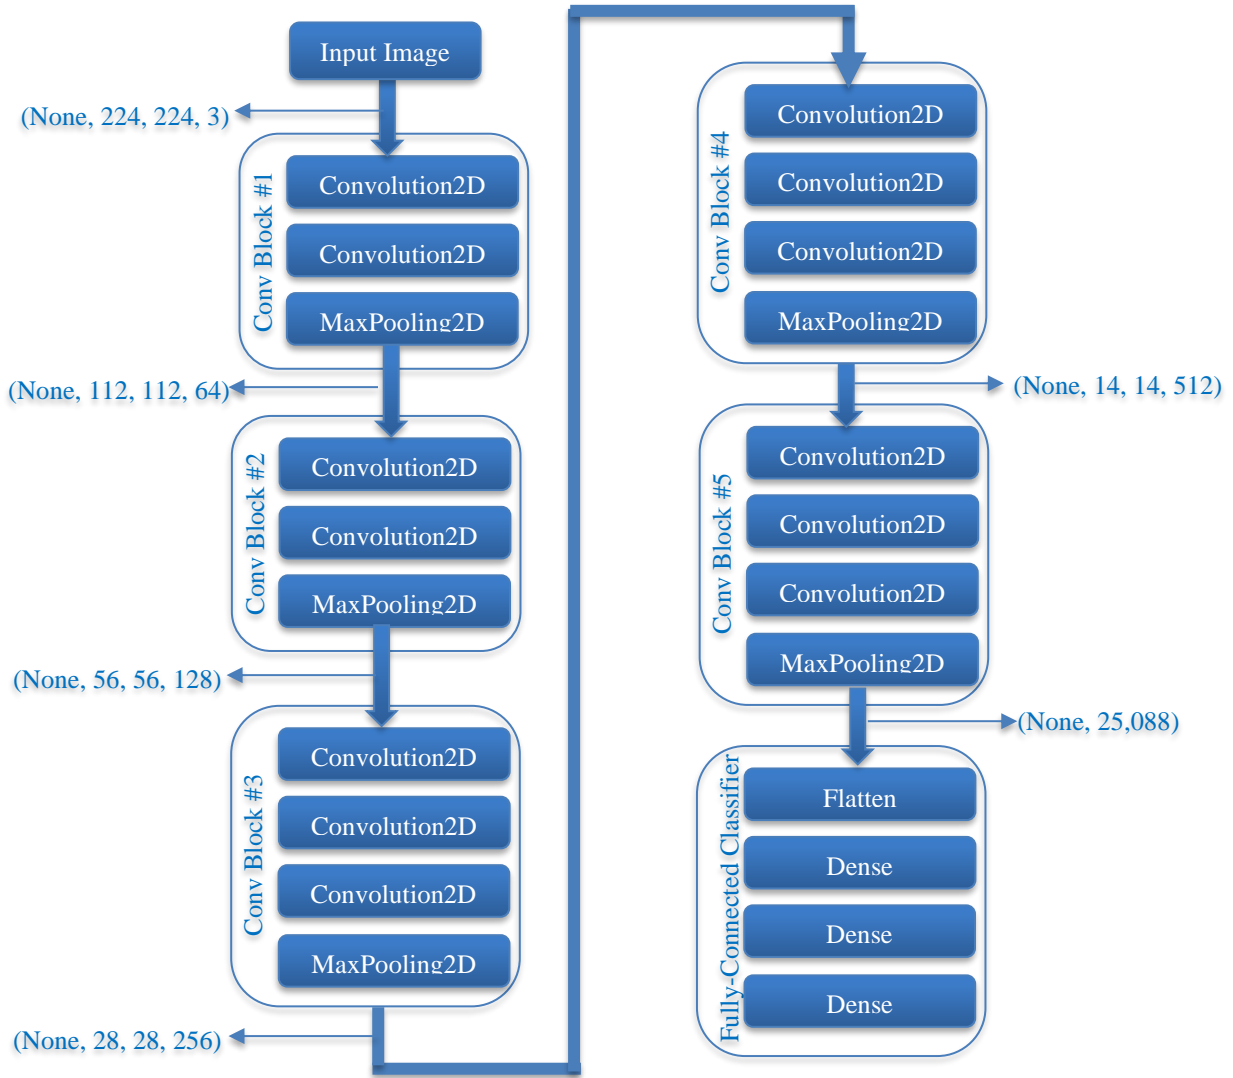 Input Image
(None, 224, 224, 3)
Conv Block #1
Convolution2D
Convolution2D
MaxPooling2D
(None, 112, 112, 64)
Conv Block #2
Convolution2D
Convolution2D
MaxPooling2D
(None, 56, 56, 128)
Conv Block #3
Convolution2D
Convolution2D
Convolution2D
MaxPooling2D
(None, 28, 28, 256)
Conv Block #4
Convolution2D
Convolution2D
Convolution2D
MaxPooling2D
(None, 14, 14, 512)
Conv Block #5
Convolution2D
Convolution2D
Convolution2D
MaxPooling2D
(None, 25,088)
Fully-Connected Classifier
Flatten
Dense
Dense
Dense